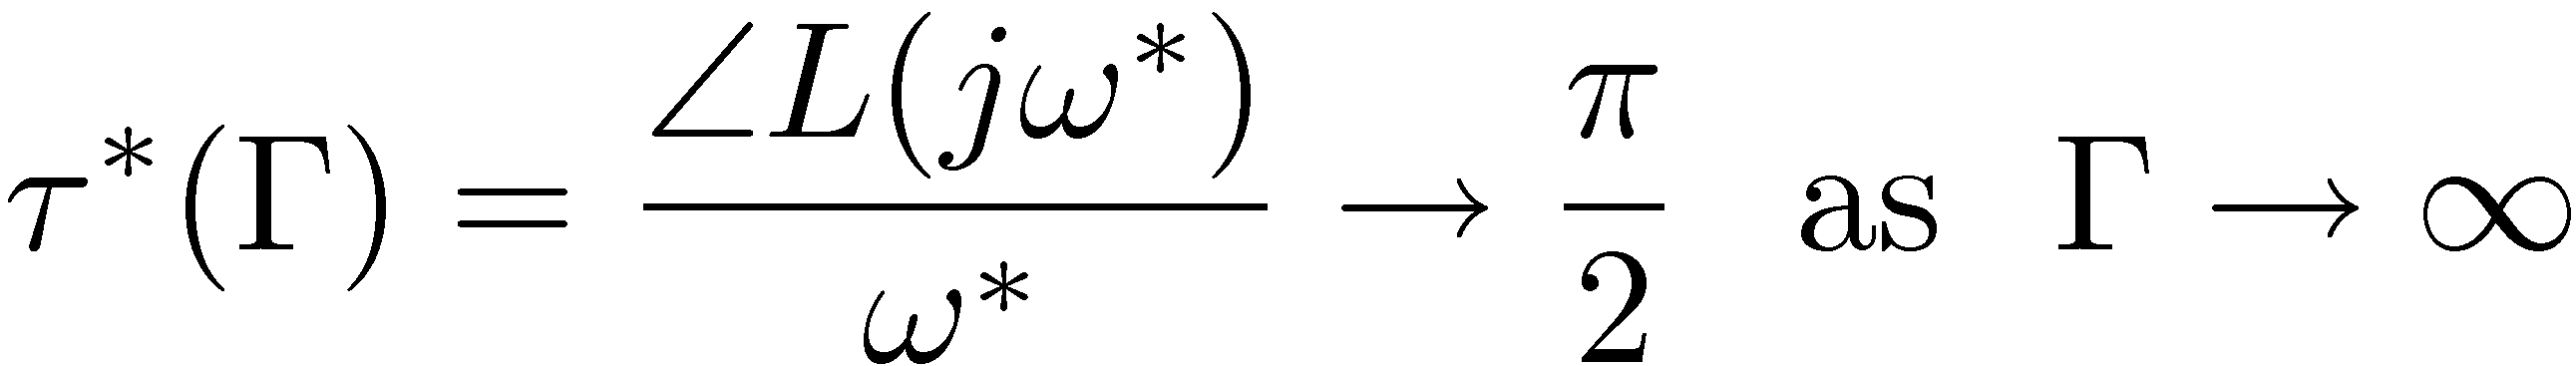 τ*(Γ) = ∠L(jω*) / ω* → π / 2 as Γ → ∞